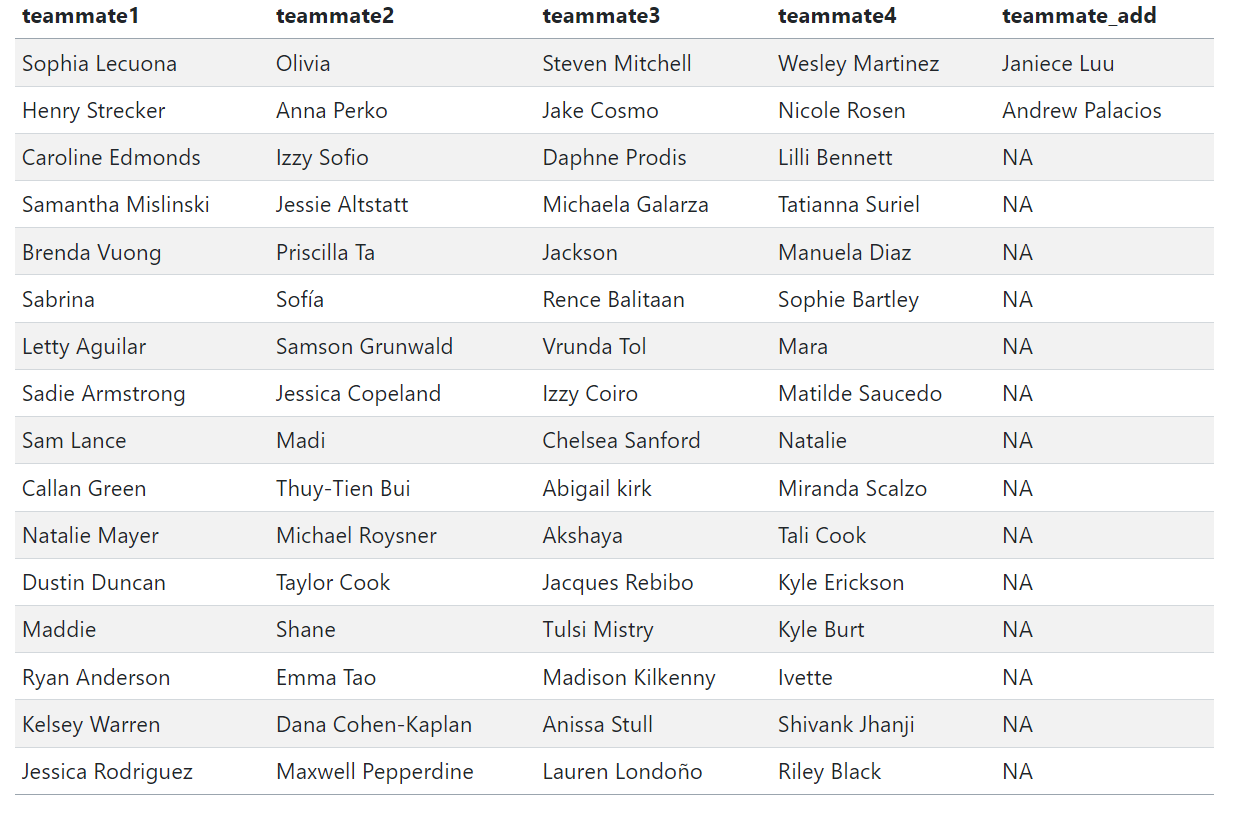 teammate1 teammate2 teammate3 teammate4 teammate_add
Sophia Lecuona Olivia Steven Mitchell Wesley Martinez Janiece Luu
Henry Strecker Anna Perko Jake Cosmo Nicole Rosen Andrew Palacios
Caroline Edmonds Izzy Sofio Daphne Prodis Lilli Bennett NA
Samantha Mislinski Jessie Altstatt Michaela Galarza Tatianna Suriel NA
Brenda Vuong Priscilla Ta Jackson Manuela Diaz NA
Sabrina Sofía Rence Balitaan Sophie Bartley NA
Letty Aguilar Samson Grunwald Vrunda Tol Mara NA
Sadie Armstrong Jessica Copeland Izzy Coiro Matilde Saucedo NA
Sam Lance Madi Chelsea Sanford Natalie NA
Callan Green Thuy-Tien Bui Abigail kirk Miranda Scalzo NA
Natalie Mayer Michael Roysner Akshaya Tali Cook NA
Dustin Duncan Taylor Cook Jacques Rebibo Kyle Erickson NA
Maddie Shane Tulsi Mistry Kyle Burt NA
Ryan Anderson Emma Tao Madison Kilkenny Ivette NA
Kelsey Warren Dana Cohen-Kaplan Anissa Stull Shivank Jhanji NA
Jessica Rodriguez Maxwell Pepperdine Lauren Londoño Riley Black NA